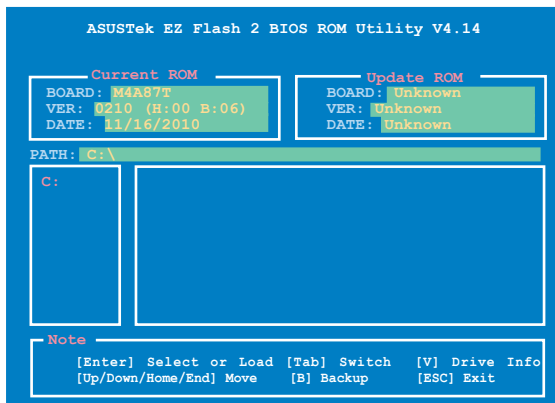 ASUSTek EZ Flash 2 BIOS ROM Utility V4.14
Current ROM
BOARD: M4A87T
VER: 0210 (H:00 B:06)
DATE: 11/16/2010
Update ROM
BOARD: Unknown
VER: Unknown
DATE: Unknown
PATH: C:\
C:
Note
[Enter] Select or Load [Tab] Switch [V] Drive Info
[Up/Down/Home/End] Move [B] Backup [ESC] Exit